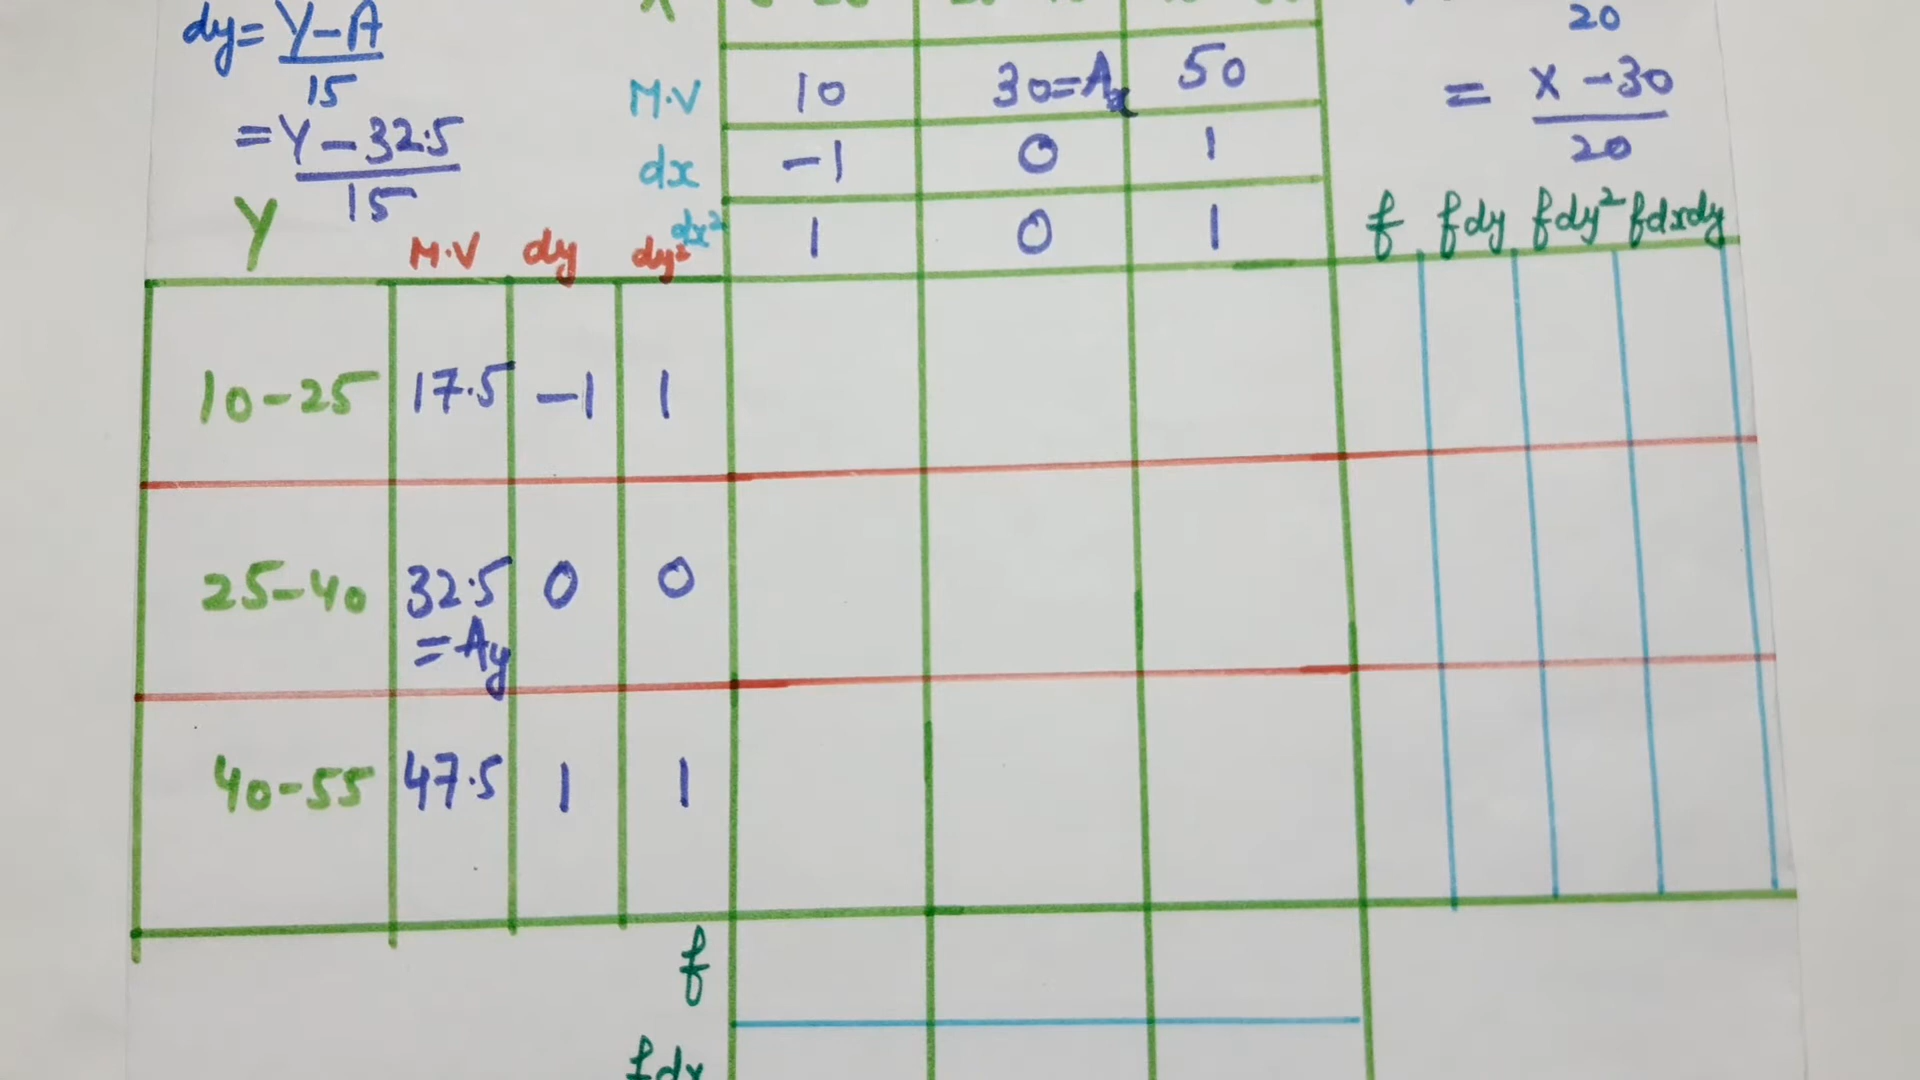 dy = Y-A
15
= Y - 32.5
15
20
= X - 30
20
M.V 10 30=Ax 50
dx -1 0 1
dx² 1 0 1
Y M.V dy dy² f fdy fdy² fdxdy
10-25 17.5 -1 1
25-40 32.5 0 0
= Ay
40-55 47.5 1 1
f
fdx